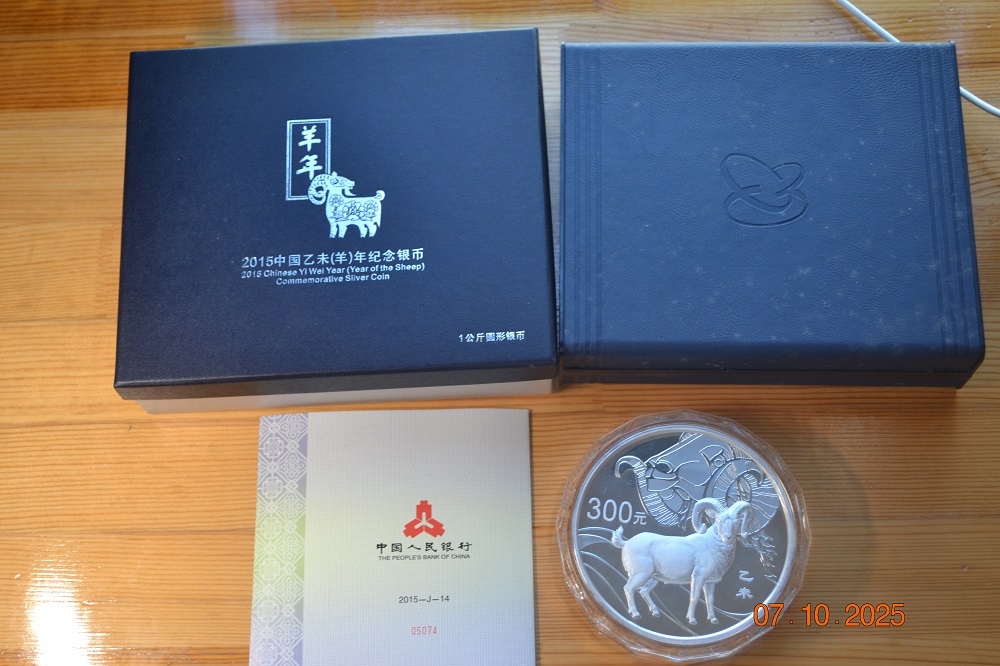 羊年
2015中国乙未(羊)年纪念银币
2015 Chinese Yi Wei Year (Year of the Sheep)
Commemorative Sliver Coin
1公斤圆形银币
中国人民银行
THE PEOPLE'S BANK OF CHINA
2015—J—14
05074
300元
乙未
07.10.2025